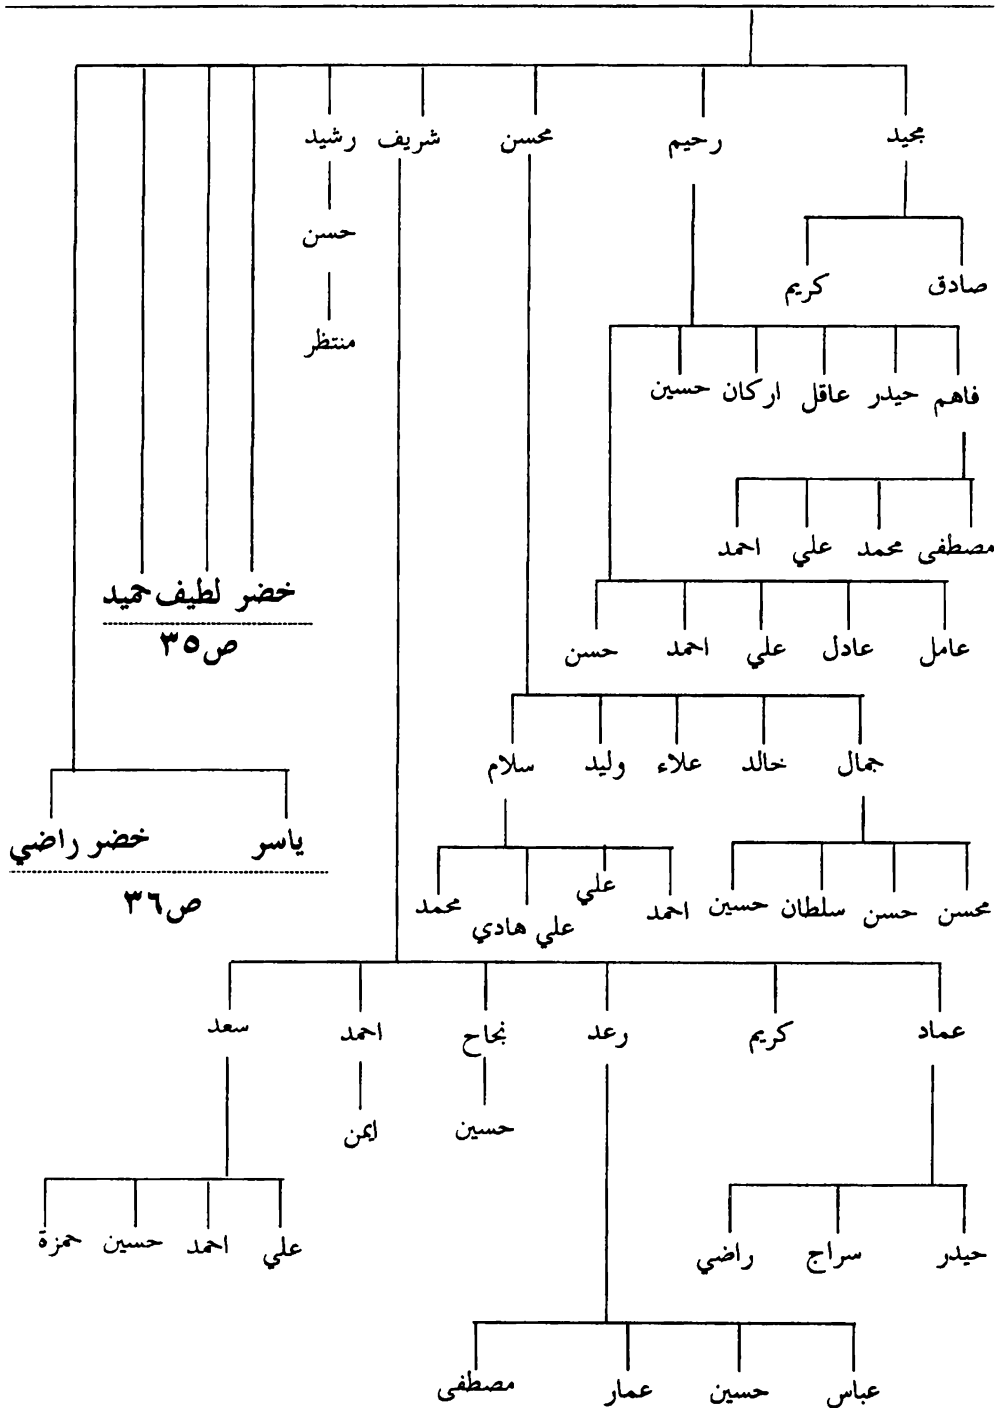 مجيد رحيم محسن شريف رشيد
حسن
صادق كريم
منتظر
فاهم حيدر عاقل اركان حسين
مصطفى محمد علي احمد
خضر لطيف حميد
ص٣٥
عامل عادل علي احمد حسن
جمال خالد علاء وليد سلام
ياسر خضر راضي
ص٣٦
محسن حسن سلطان حسين احمد علي علي هادي محمد
عماد كريم رعد نجاح احمد سعد
حسين ايمن
حيدر سراج راضي علي احمد حسين حمزة
عباس حسين عمار مصطفى